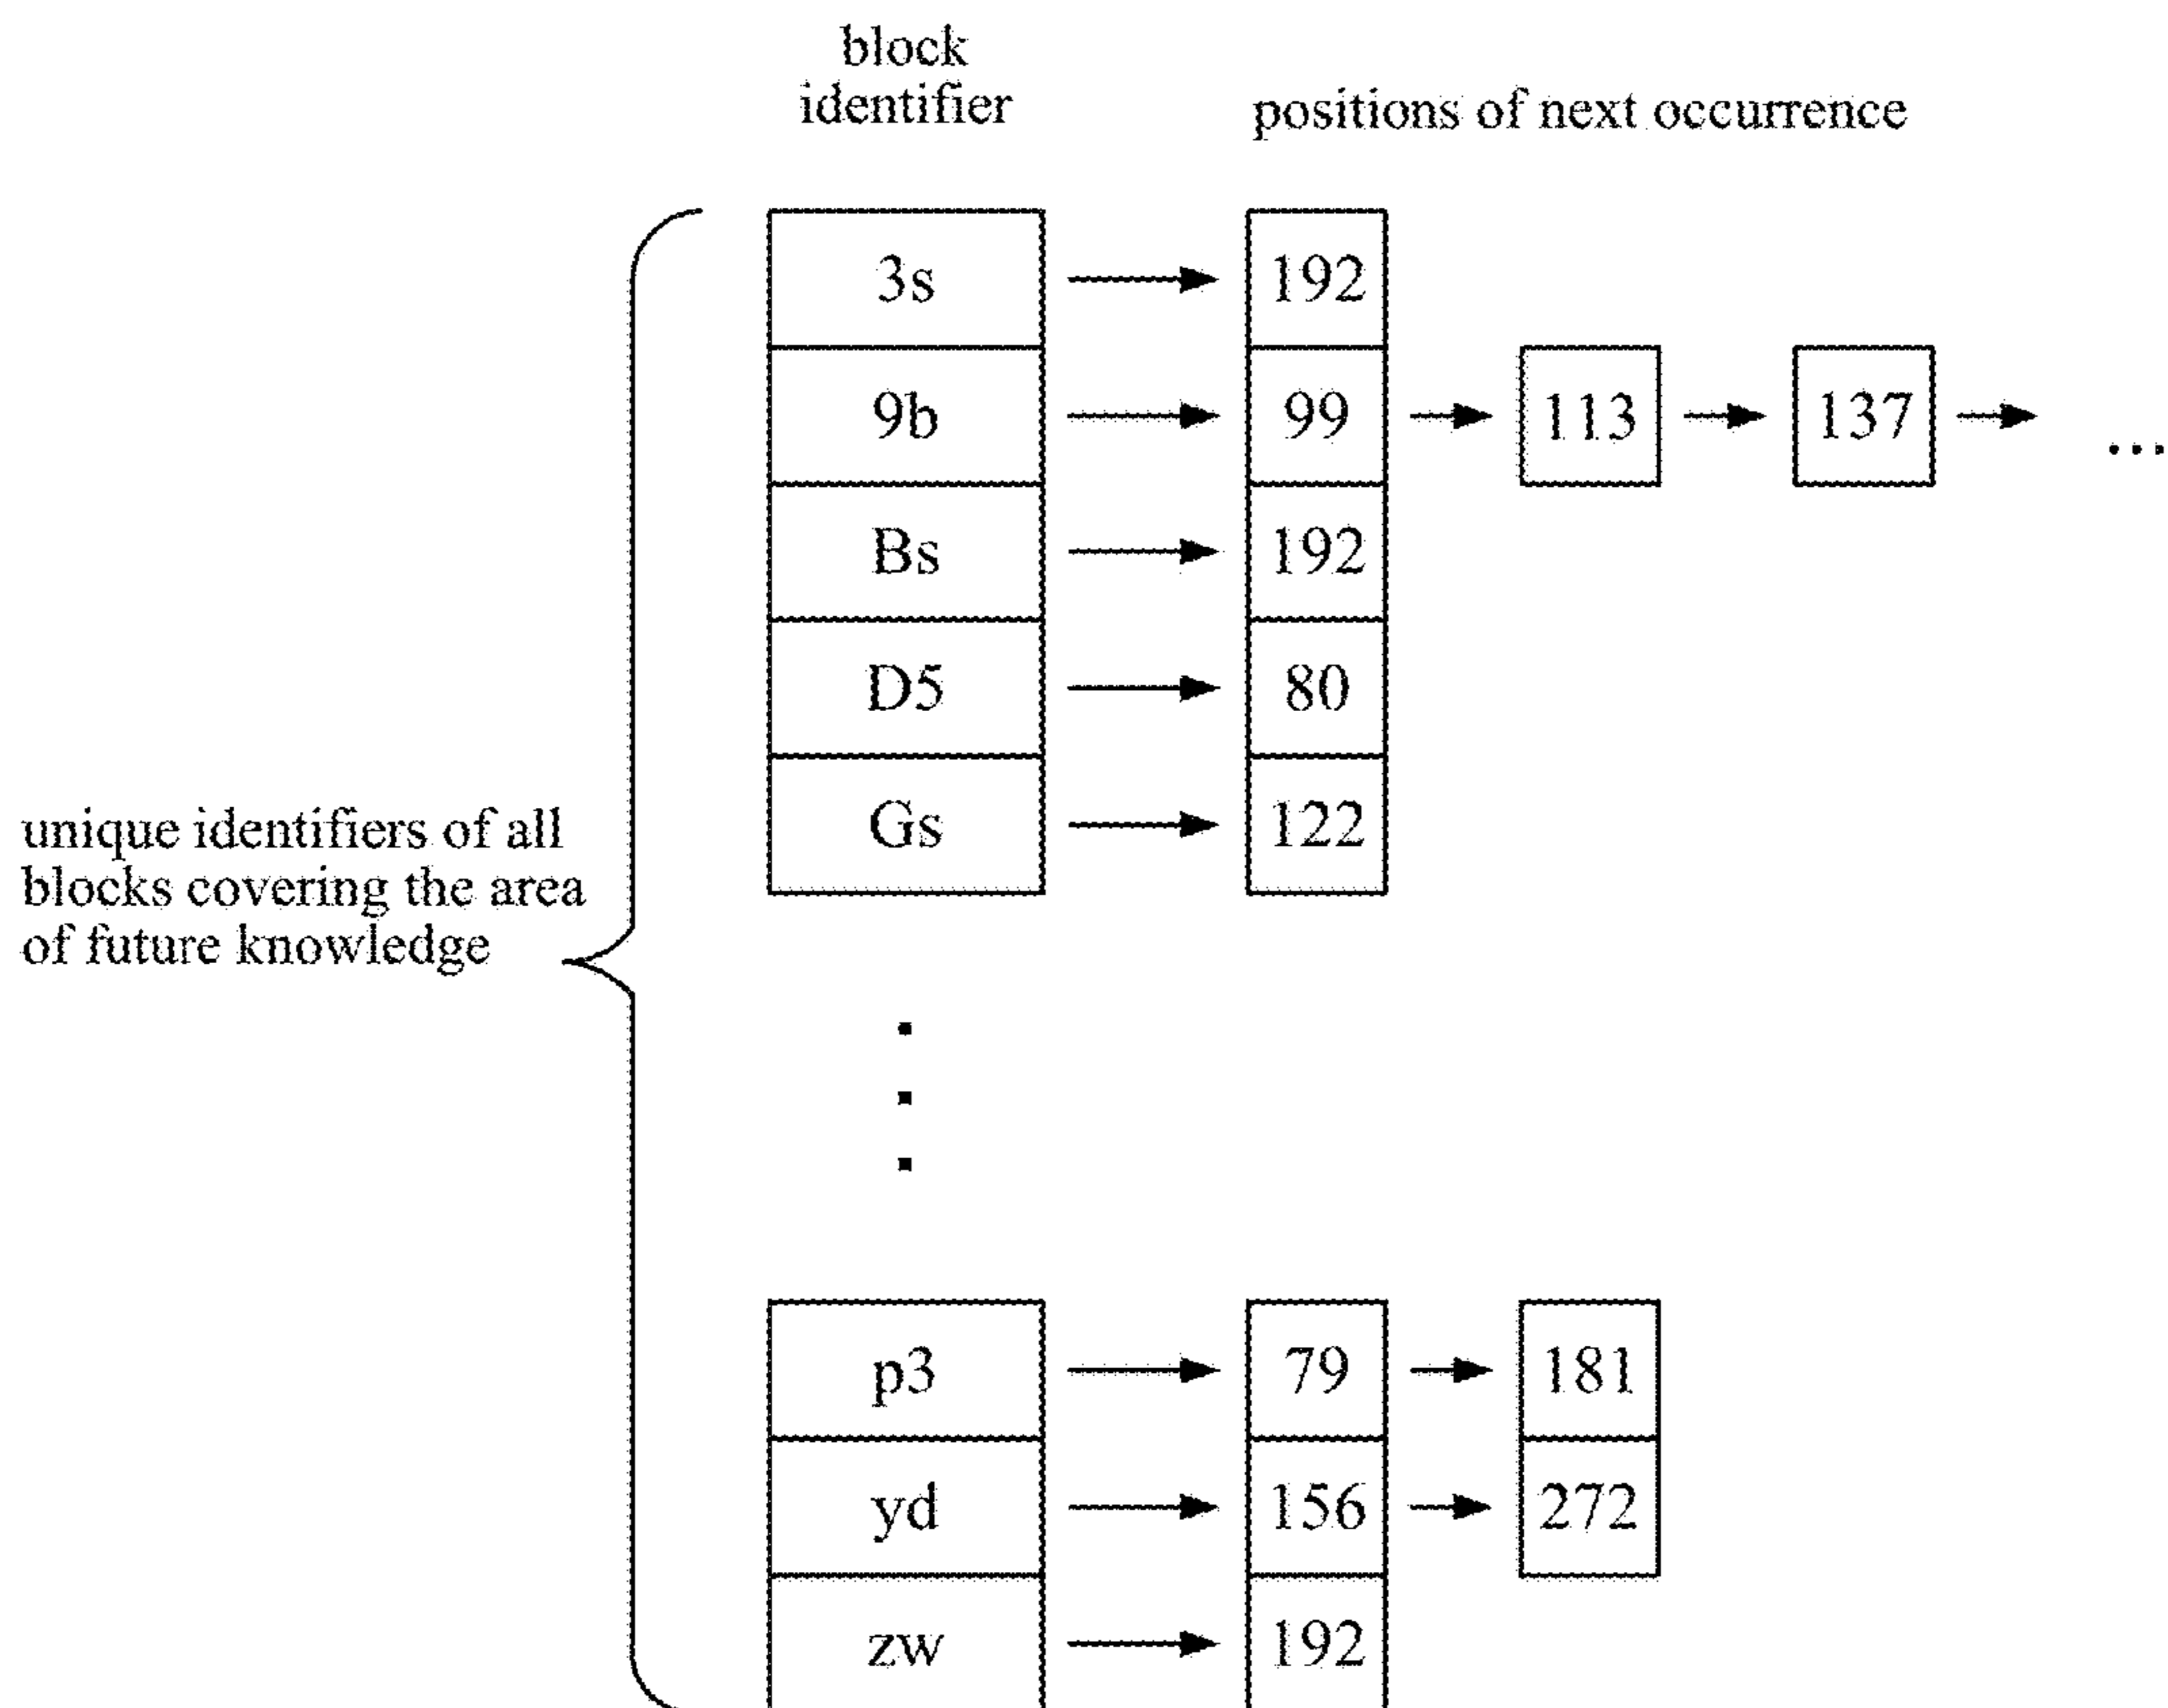 block
identifier
positions of next occurrence
3s 192
9b 99 113 137 ...
Bs 192
D5 80
Gs 122
unique identifiers of all
blocks covering the area
of future knowledge
p3 79 181
yd 156 272
zw 192